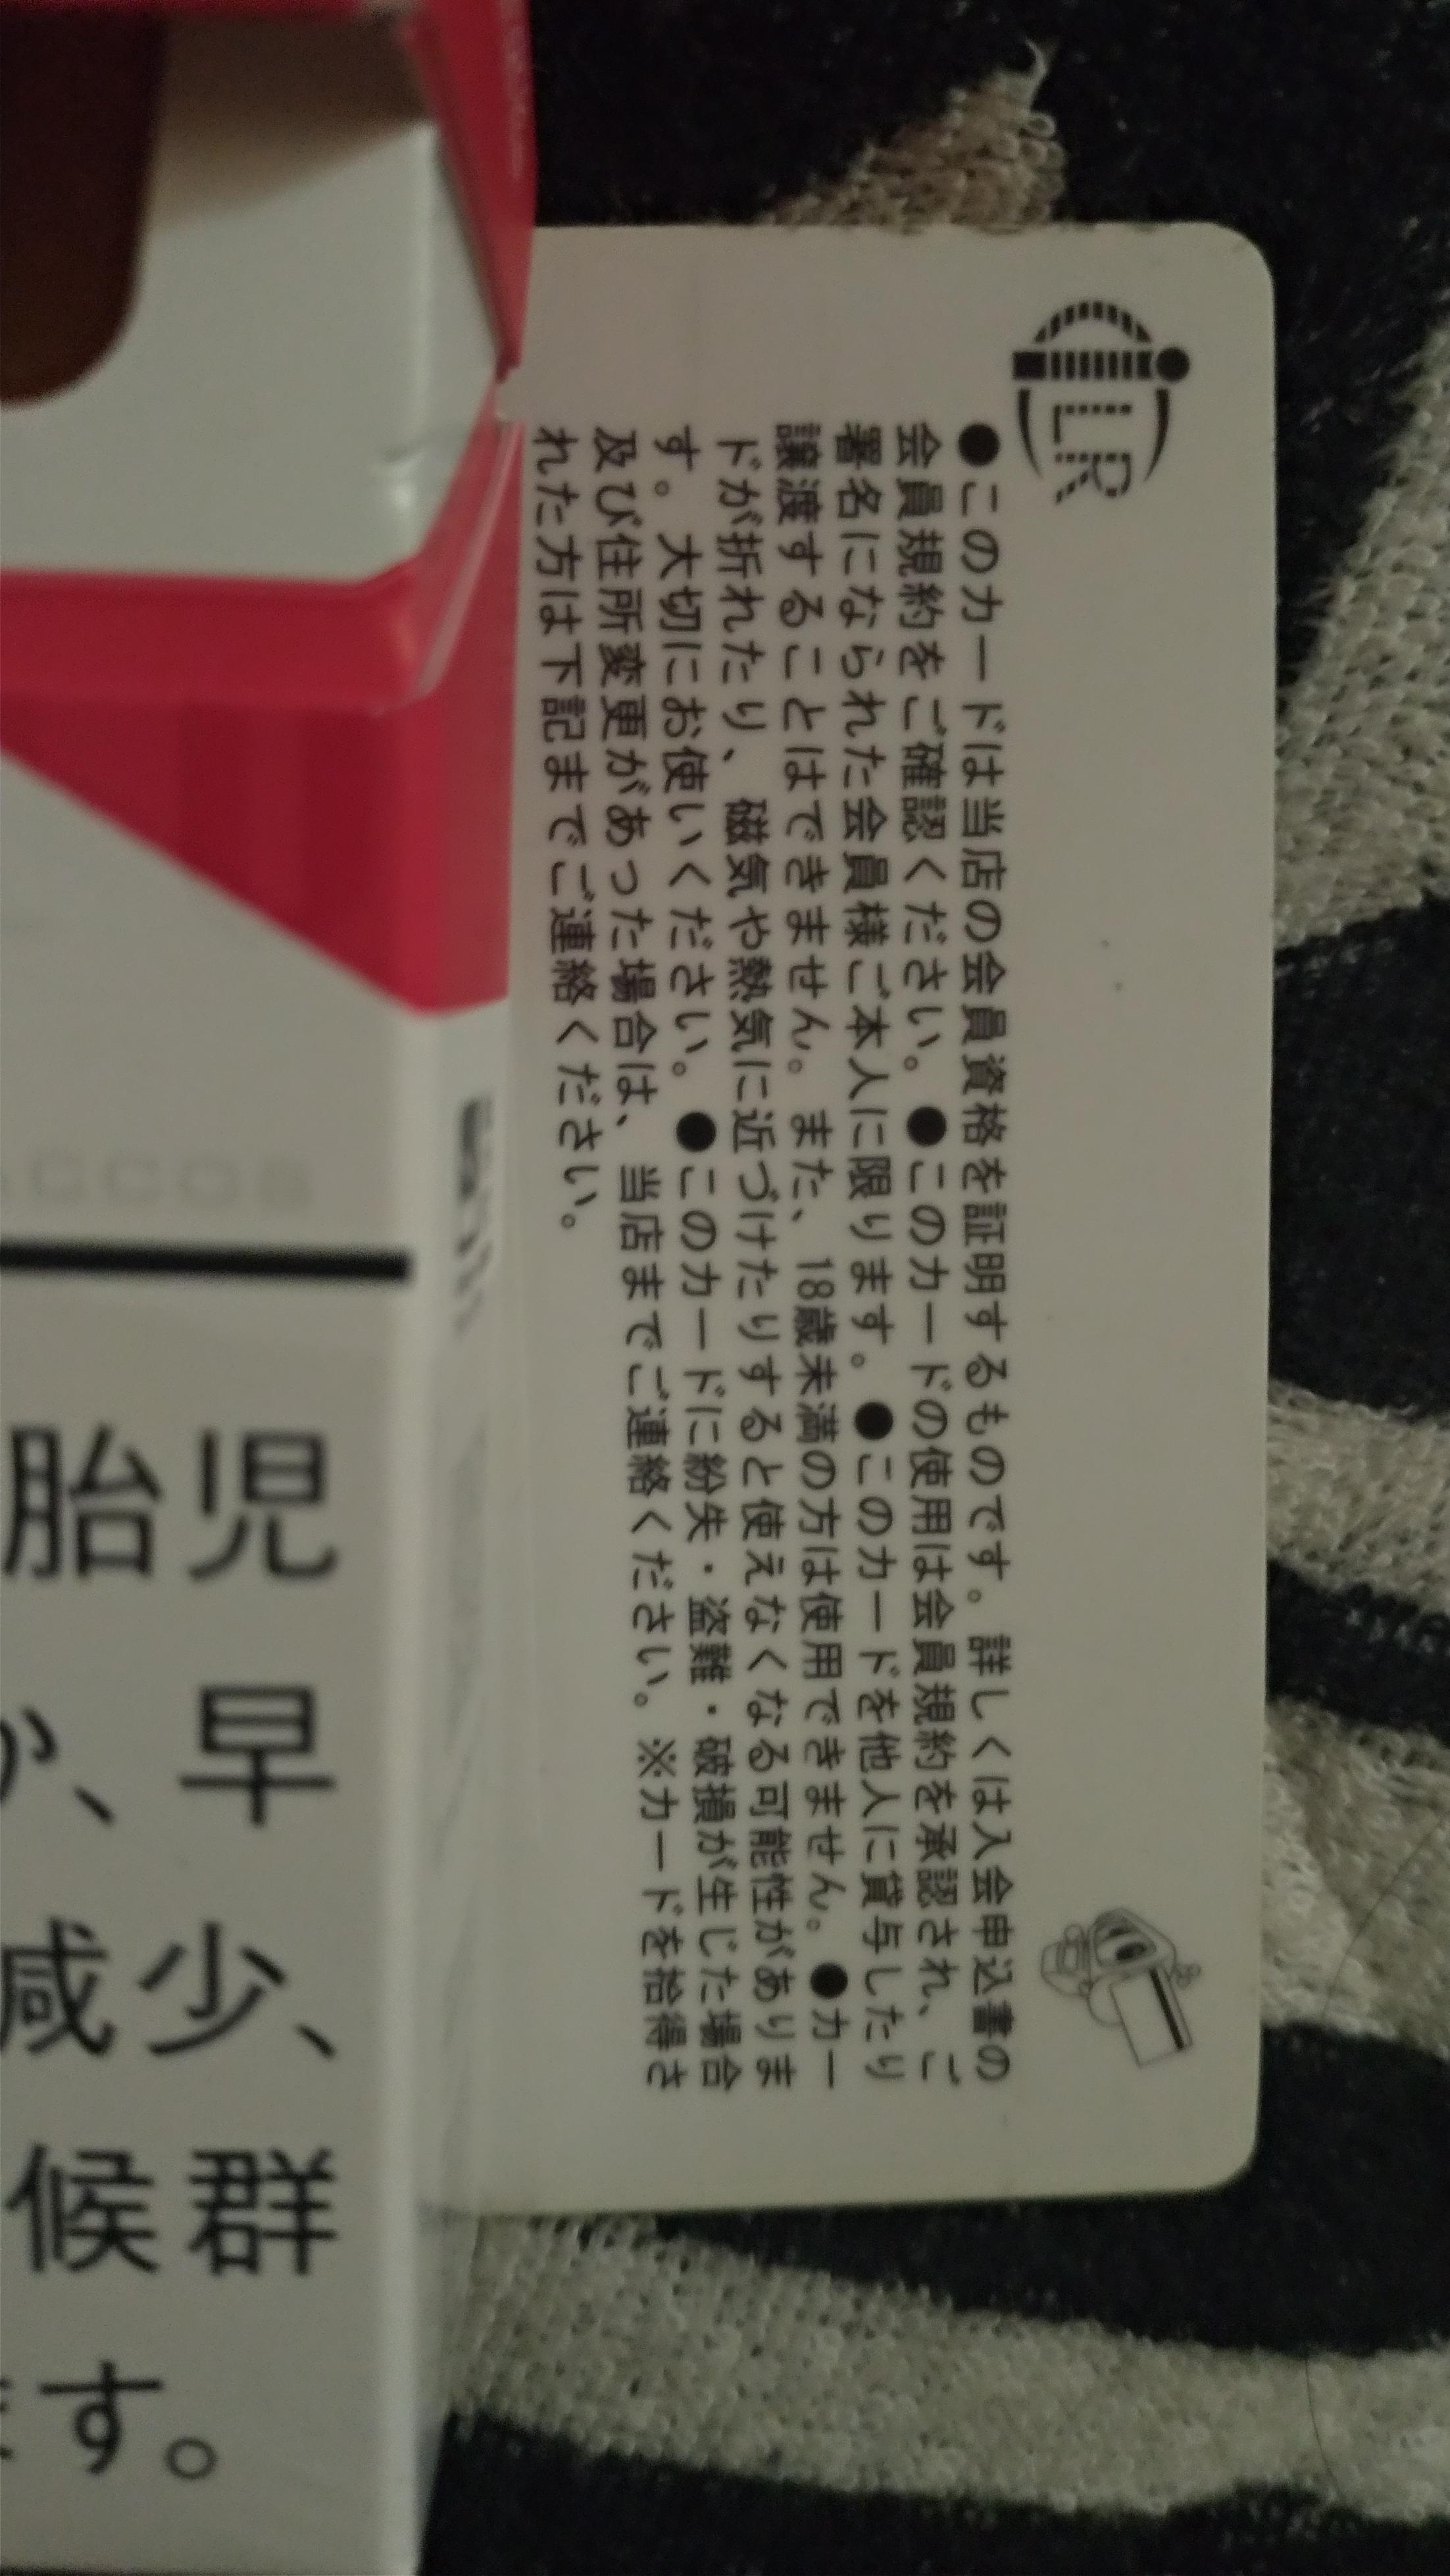 LR
●このカードは当店の会員資格を証明するものです。詳しくは入会申込書の
会員規約をご確認ください。●このカードの使用は会員規約を承認され、ご
署名になられた会員様ご本人に限ります。●このカードを他人に貸与したり
譲渡することはできません。また、18歳未満の方は使用できません。●カー
ドが折れたり、磁気や熱気に近づけたりすると使えなくなる可能性がありま
す。大切にお使いください。●このカードに紛失・盗難・破損が生じた場合
及び住所変更があった場合は、当店までご連絡ください。※カードを拾得さ
れた方は下記までご連絡ください。
胎児
か、早
減少、
候群
ます。